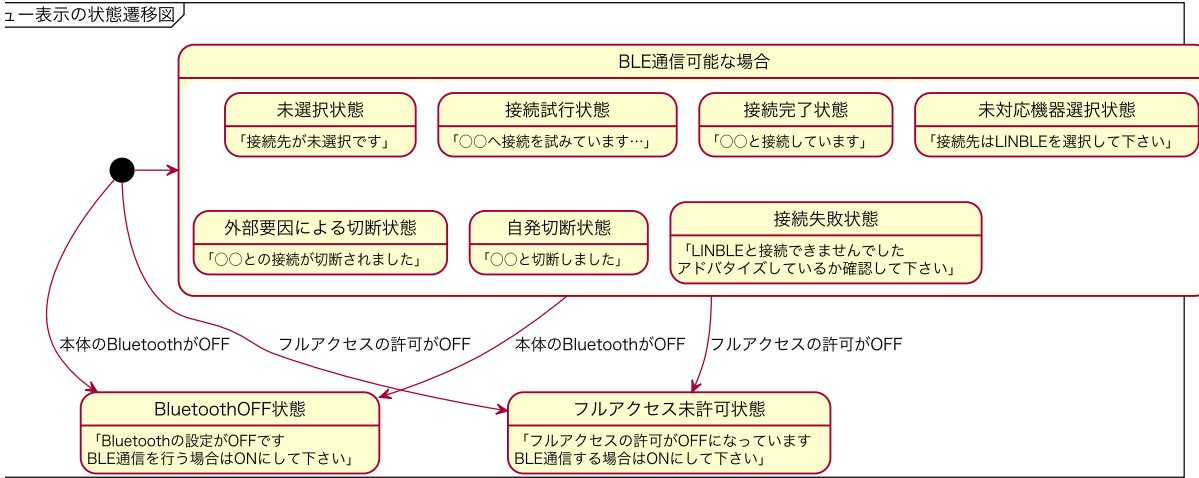 ュー表示の状態遷移図
BLE通信可能な場合
未選択状態
「接続先が未選択です」
接続試行状態
「○○へ接続を試みています…」
接続完了状態
「○○と接続しています」
未対応機器選択状態
「接続先はLINBLEを選択して下さい」
外部要因による切断状態
「○○との接続が切断されました」
自発切断状態
「○○と切断しました」
接続失敗状態
「LINBLEと接続できませんでした
アドバタイズしているか確認して下さい」
本体のBluetoothがOFF
フルアクセスの許可がOFF
本体のBluetoothがOFF
フルアクセスの許可がOFF
BluetoothOFF状態
「Bluetoothの設定がOFFです
BLE通信を行う場合はONにして下さい」
フルアクセス未許可状態
「フルアクセスの許可がOFFになっています
BLE通信する場合はONにして下さい」